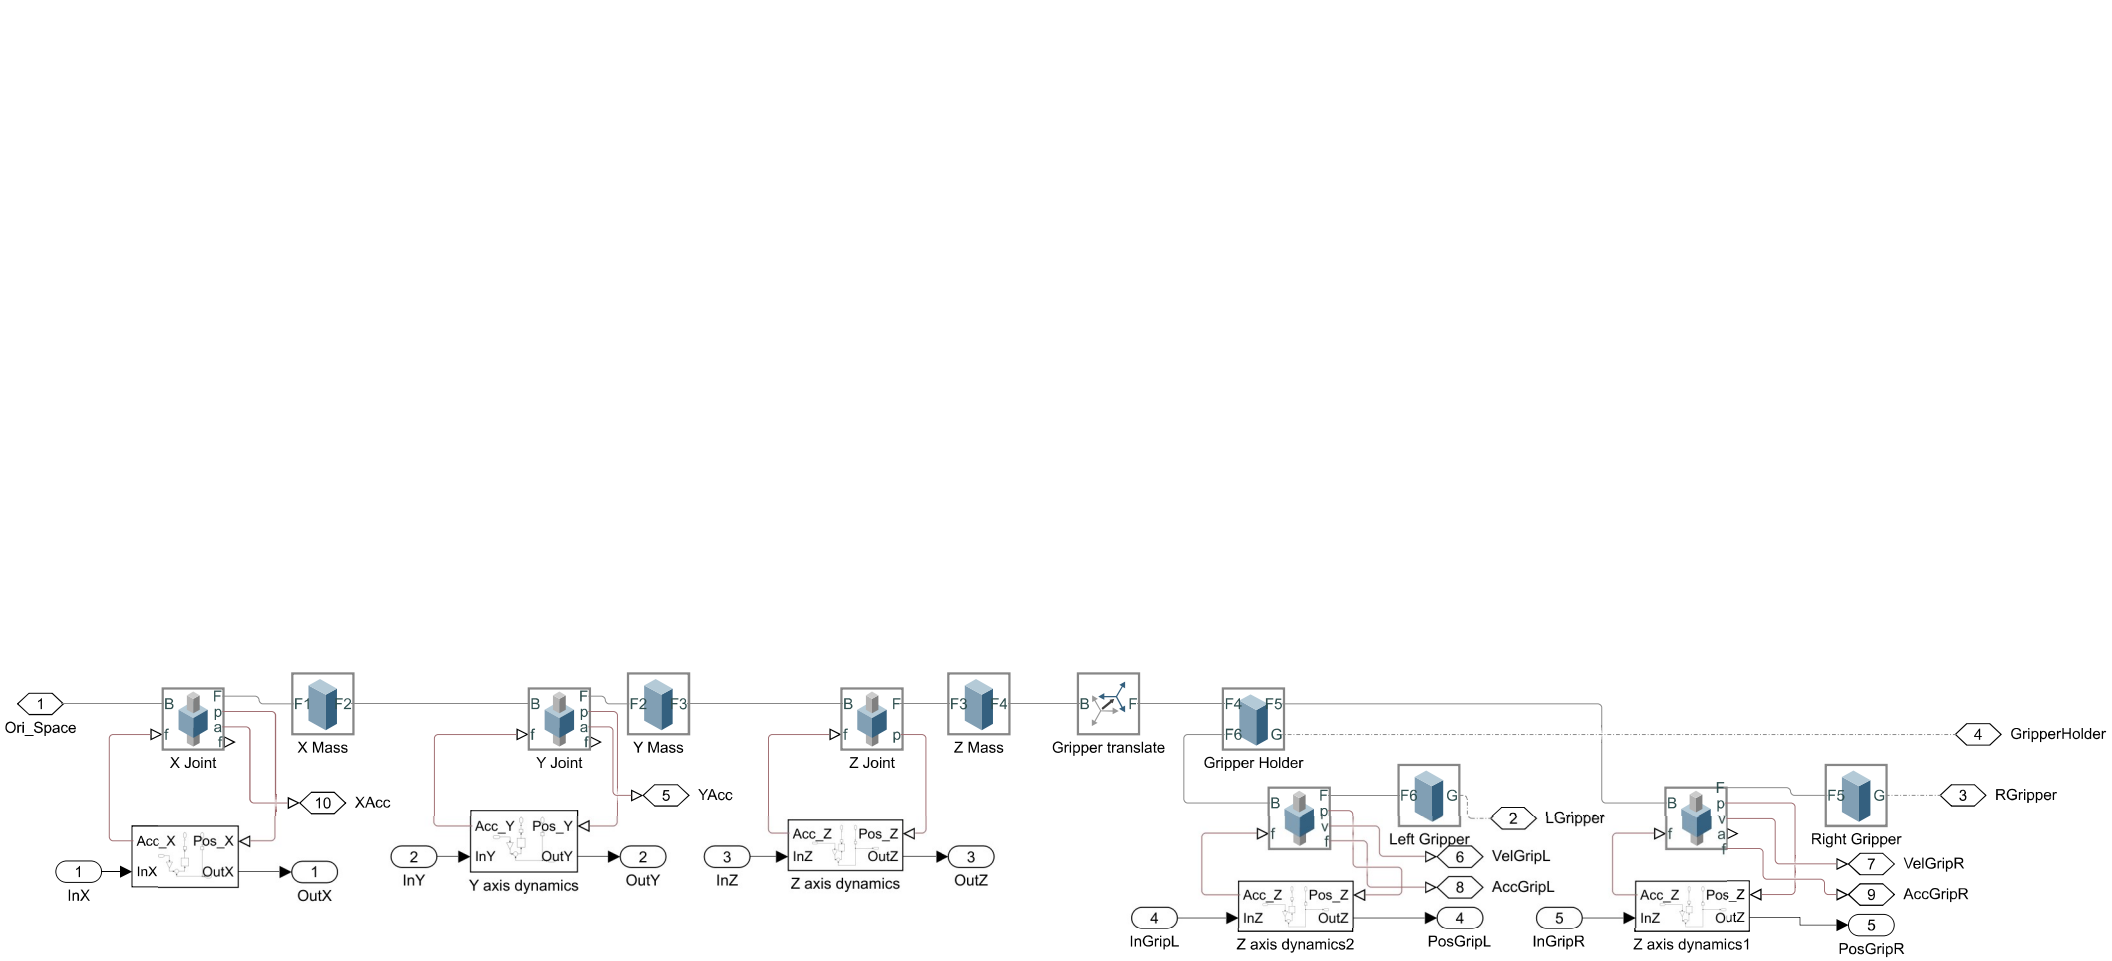 1
Ori_Space
B
F
p
a
f
f
X Joint
F1
F2
X Mass
10
XAcc
Acc_X
Pos_X
InX
OutX
1
InX
1
OutX
B
F
p
a
f
f
Y Joint
F2
F3
Y Mass
5
YAcc
Acc_Y
Pos_Y
InY
OutY
Y axis dynamics
2
InY
2
OutY
B
F
f
p
Z Joint
F3
F4
Z Mass
Acc_Z
Pos_Z
InZ
OutZ
Z axis dynamics
3
InZ
3
OutZ
B
F
Gripper translate
F4
F5
F6
G
Gripper Holder
4
GripperHolder
B
F
p
v
f
f
F6
G
Left Gripper
2
LGripper
6
VelGripL
8
AccGripL
Acc_Z
Pos_Z
InZ
OutZ
Z axis dynamics2
4
InGripL
4
PosGripL
B
F
p
v
a
f
f
F5
G
Right Gripper
3
RGripper
7
VelGripR
9
AccGripR
Acc_Z
Pos_Z
InZ
OutZ
Z axis dynamics1
5
InGripR
5
PosGripR